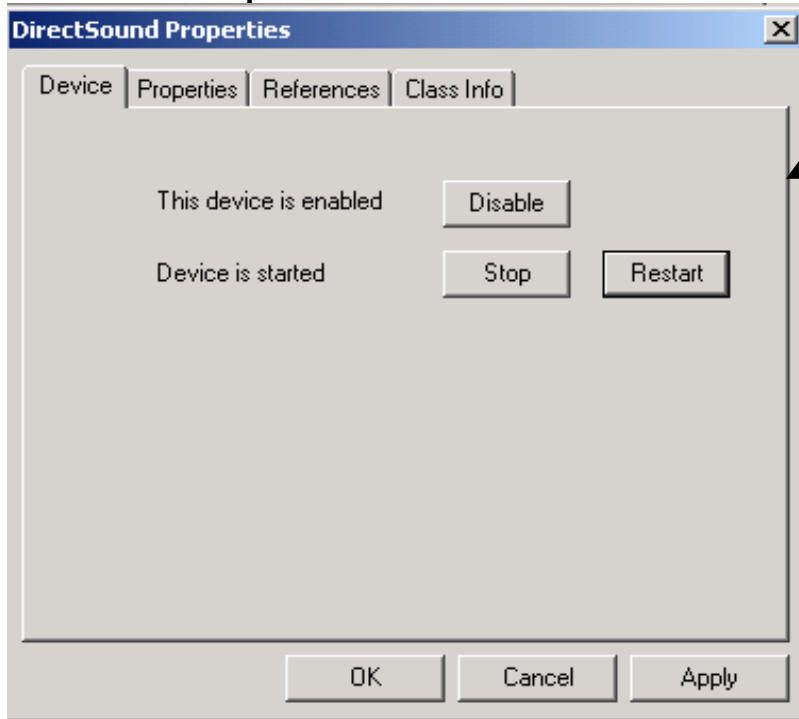 DirectSound Properties
Device Properties References Class Info
This device is enabled Disable
Device is started Stop Restart
OK Cancel Apply